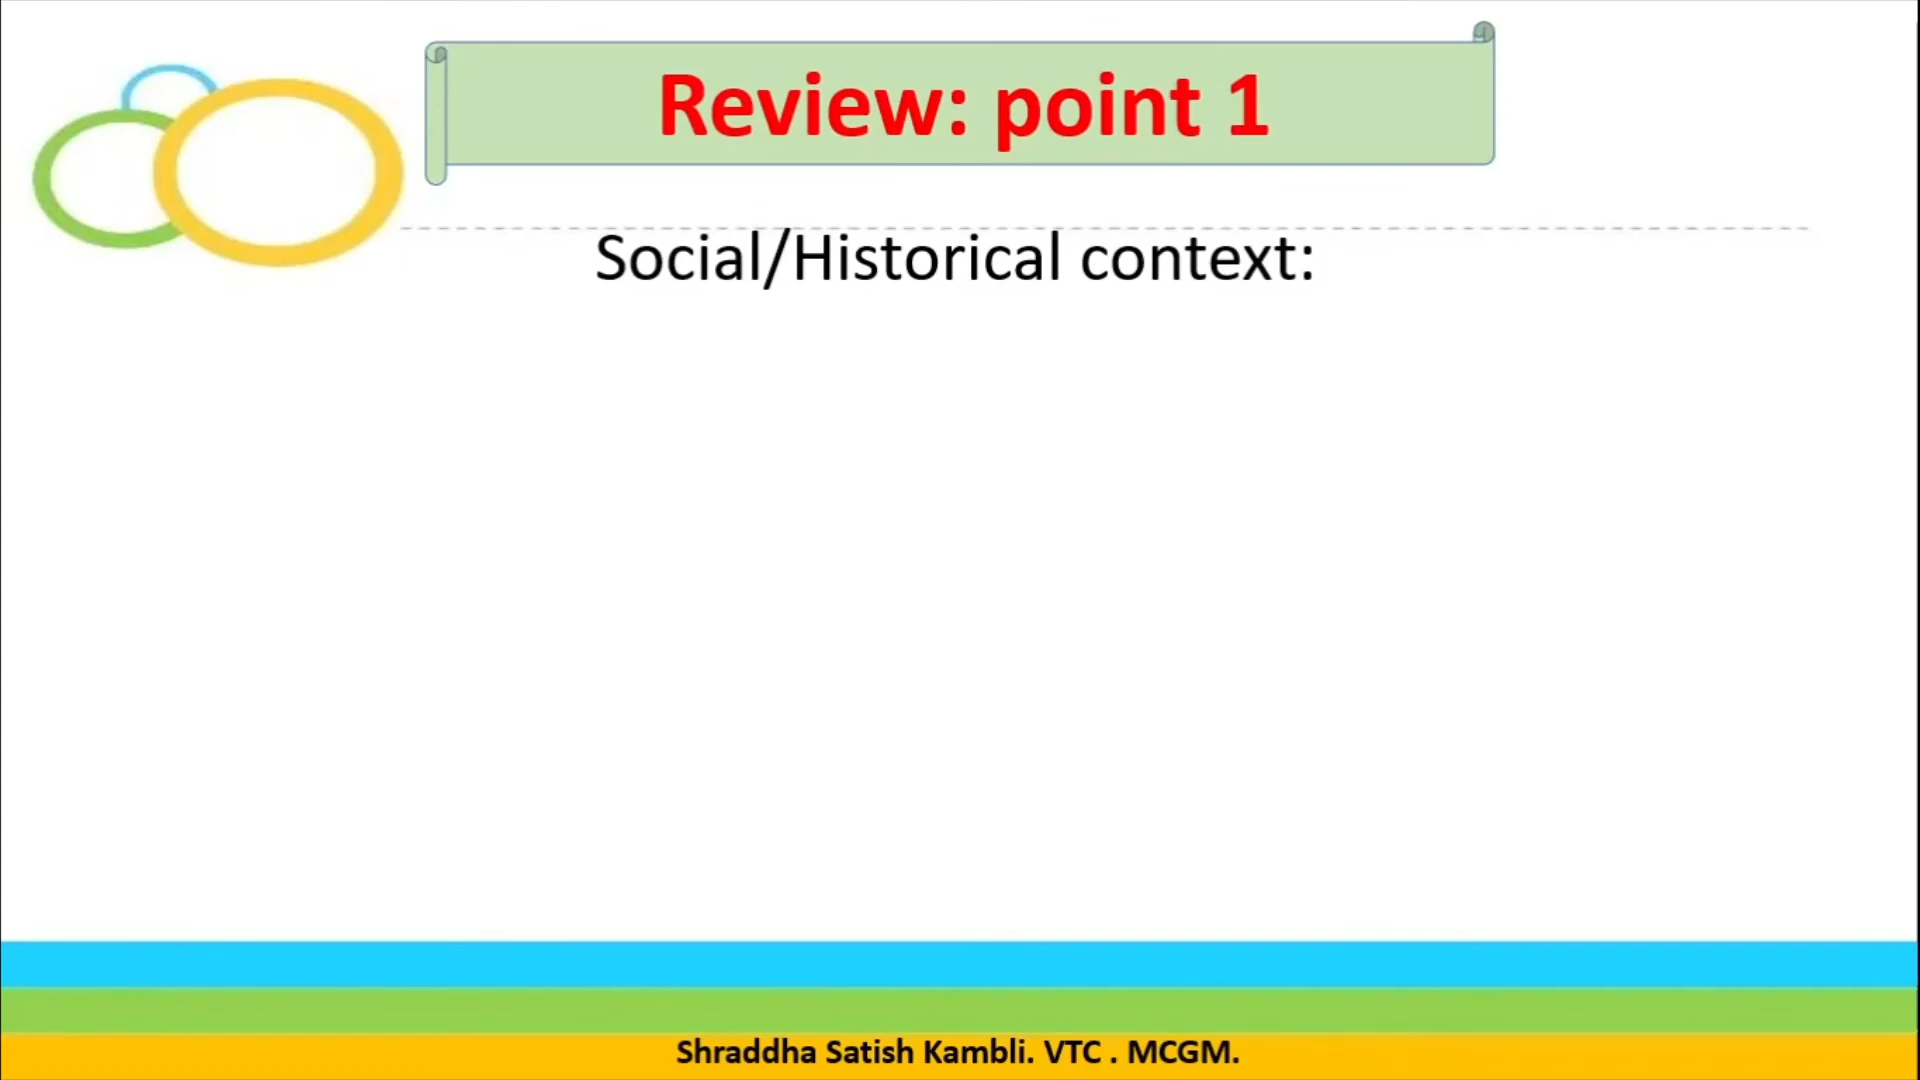 Review: point 1
Social/Historical context:
Shraddha Satish Kambli. VTC . MCGM.